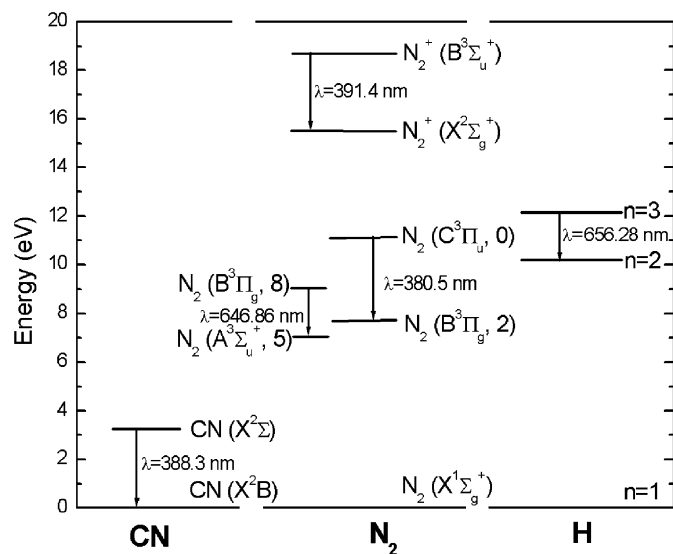 20
18
16
14
12
10
8
6
4
2
0
Energy (eV)
N₂⁺ (B³Σᵤ⁺)
λ=391.4 nm
N₂⁺ (X²Σg⁺)
n=3
N₂ (C³Πᵤ, 0)
λ=656.28 nm
n=2
N₂ (B³Πg, 8)
λ=380.5 nm
λ=646.86 nm
N₂ (B³Πg, 2)
N₂ (A³Σᵤ⁺, 5)
CN (X²Σ)
λ=388.3 nm
CN (X²B)
N₂ (X¹Σg⁺)
n=1
CN
N₂
H